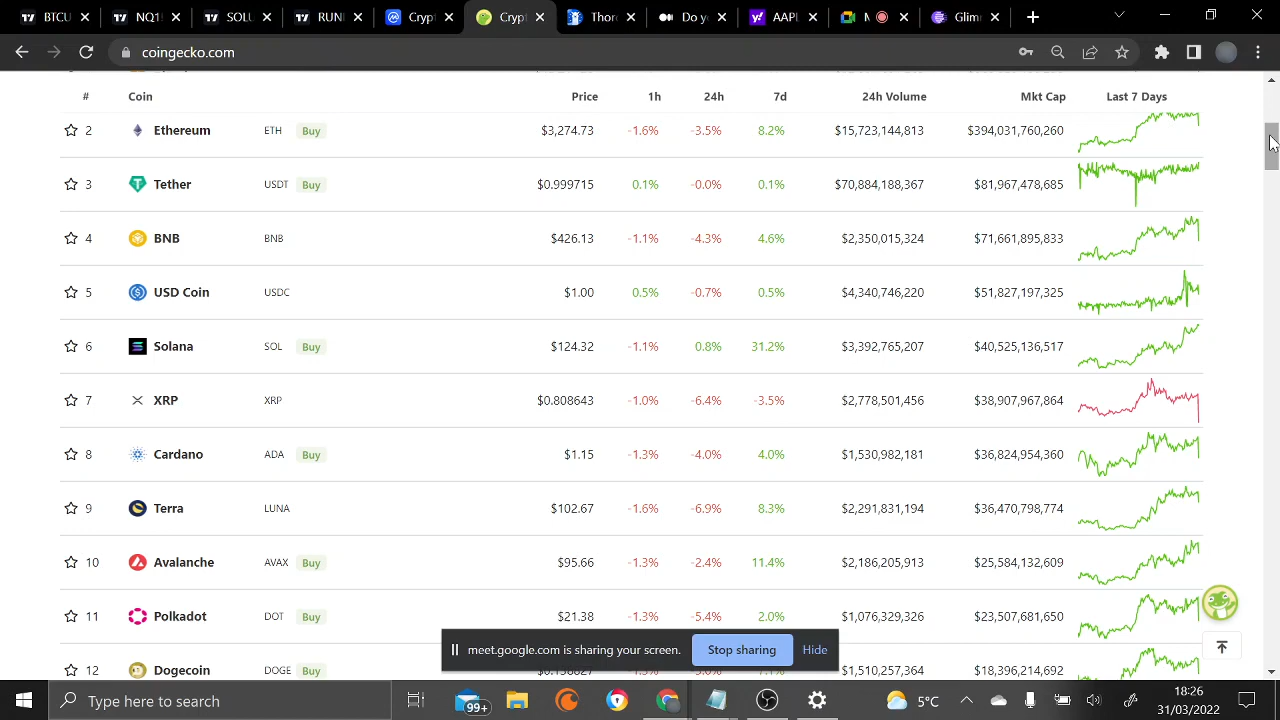 BTCU NQ1! SOLU RUNI Crypt Crypt Thor Do y AAPL M Glim
coingecko.com
# Coin Price 1h 24h 7d 24h Volume Mkt Cap Last 7 Days
2 Ethereum ETH Buy $3,274.73 -1.6% -3.5% 8.2% $15,723,144,813 $394,031,760,260
3 Tether USDT Buy $0.999715 0.1% -0.0% 0.1% $70,884,188,367 $81,967,478,685
4 BNB BNB $426.13 -1.1% -4.3% 4.6% $2,350,015,324 $71,661,895,833
5 USD Coin USDC $1.00 0.5% -0.7% 0.5% $4,340,746,220 $51,827,197,325
6 Solana SOL Buy $124.32 -1.1% 0.8% 31.2% $3,392,765,207 $40,325,136,517
7 XRP XRP $0.808643 -1.0% -6.4% -3.5% $2,778,501,456 $38,907,967,864
8 Cardano ADA Buy $1.15 -1.3% -4.0% 4.0% $1,530,982,181 $36,824,954,360
9 Terra LUNA $102.67 -1.6% -6.9% 8.3% $2,291,831,194 $36,470,798,774
10 Avalanche AVAX Buy $95.66 -1.3% -2.4% 11.4% $2,186,205,913 $25,584,132,609
11 Polkadot DOT Buy $21.38 -1.3% -5.4% 2.0% $1,076,329,326 $23,507,681,650
12 Dogecoin DOGE Buy $1,510,257,364 $18,396,214,692
meet.google.com is sharing your screen. Stop sharing Hide
Type here to search 99+ 5°C 18:26
31/03/2022